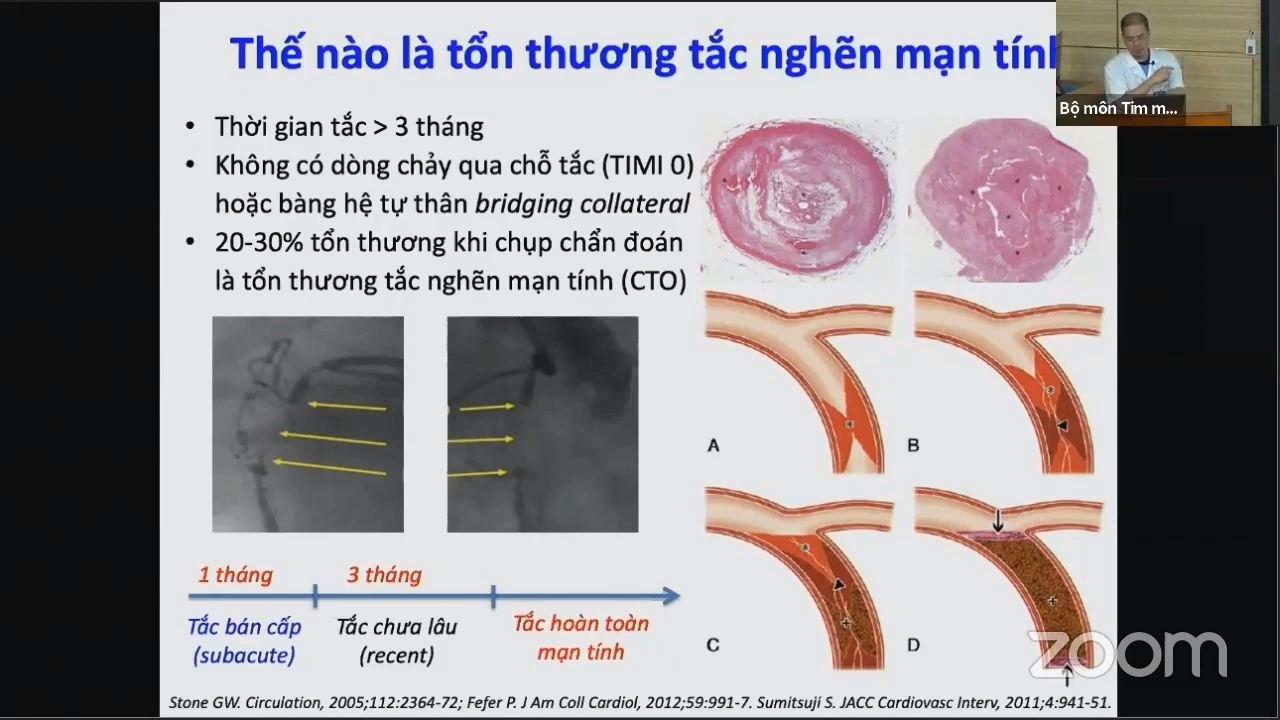 Thế nào là tổn thương tắc nghẽn mạn tính
Bộ môn Tim m...
• Thời gian tắc > 3 tháng
• Không có dòng chảy qua chỗ tắc (TIMI 0)
hoặc bàng hệ tự thân bridging collateral
• 20-30% tổn thương khi chụp chẩn đoán
là tổn thương tắc nghẽn mạn tính (CTO)
A
B
C
D
1 tháng
3 tháng
Tắc bán cấp
(subacute)
Tắc chưa lâu
(recent)
Tắc hoàn toàn
mạn tính
zoom
Stone GW. Circulation, 2005;112:2364-72; Fefer P. J Am Coll Cardiol, 2012;59:991-7. Sumitsuji S. JACC Cardiovasc Interv, 2011;4:941-51.